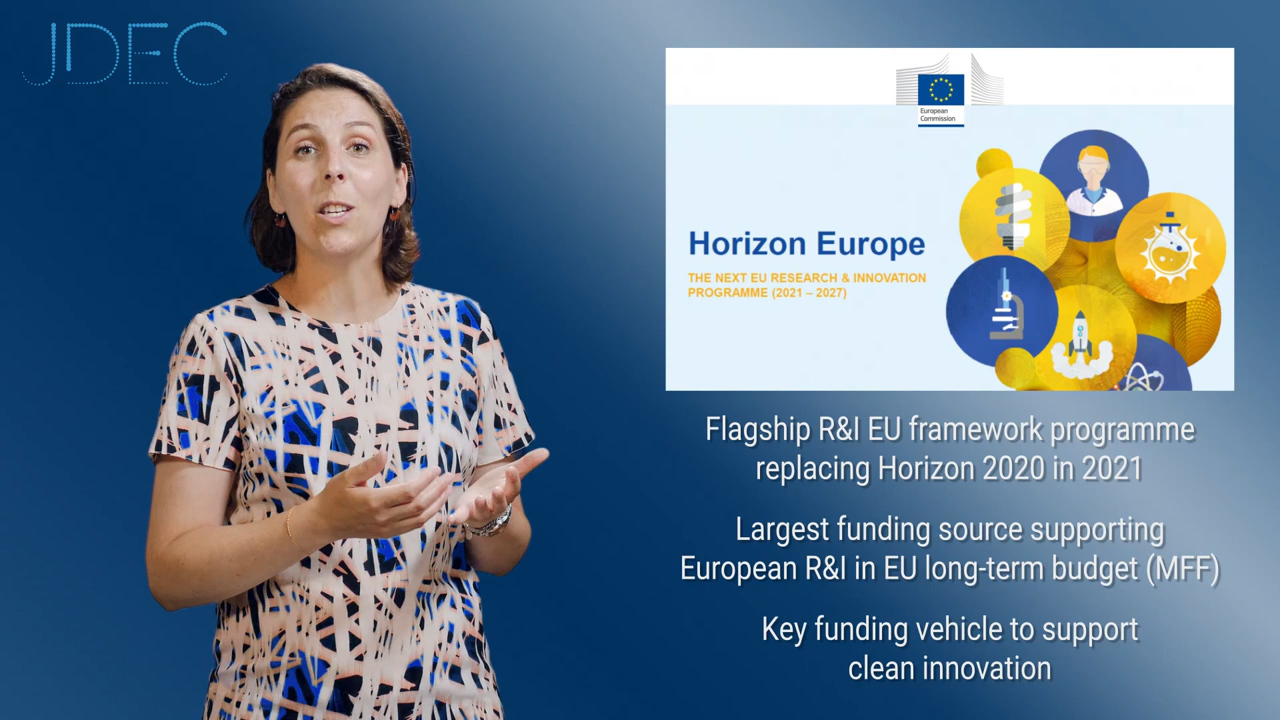 JDEC
European
Commission
Horizon Europe
THE NEXT EU RESEARCH & INNOVATION
PROGRAMME (2021 – 2027)
Flagship R&I EU framework programme
replacing Horizon 2020 in 2021
Largest funding source supporting
European R&I in EU long-term budget (MFF)
Key funding vehicle to support
clean innovation